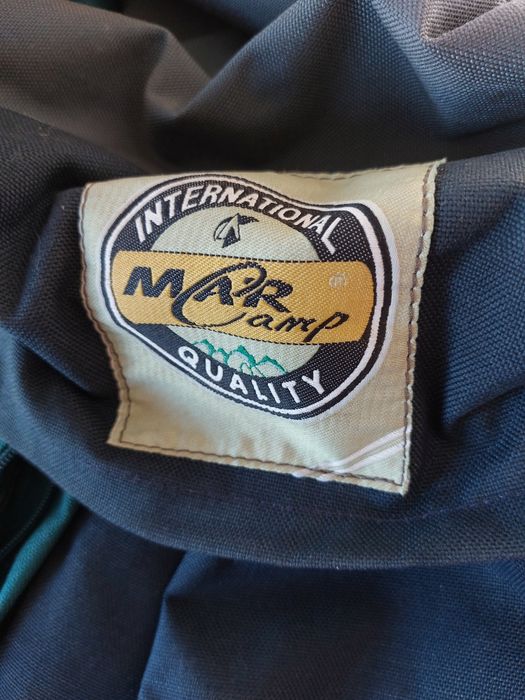 INTERNATIONAL
MAR (R)
Camp
QUALITY